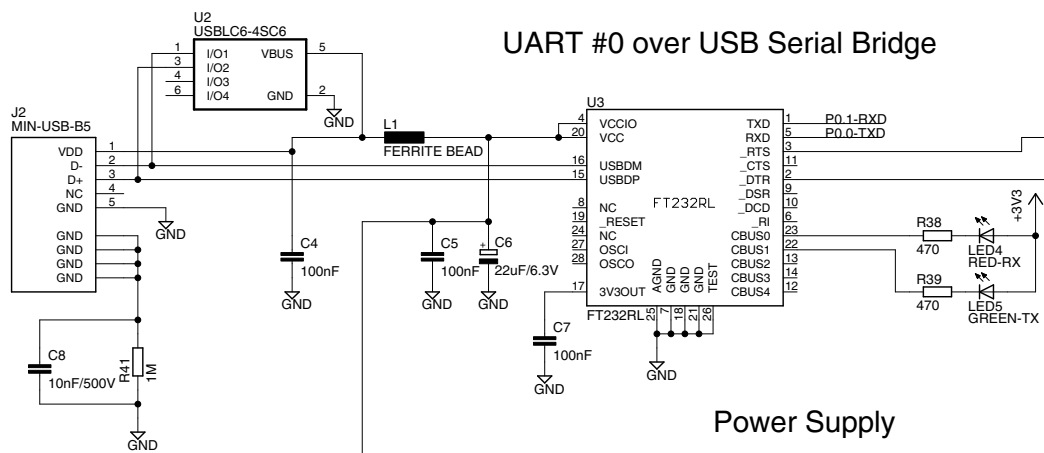 UART #0 over USB Serial Bridge
U2
USBLC6-4SC6
1 I/O1 VBUS 5
3 I/O2
4 I/O3
6 I/O4 GND 2
GND
J2
MIN-USB-B5
VDD 1
D- 2
D+ 3
NC 4
GND 5
GND
GND
GND
GND
GND
L1
FERRITE BEAD
C4
100nF
GND
C5
100nF
GND
C6
+
22uF/6.3V
GND
C7
100nF
GND
C8
10nF/500V
R41
1M
GND
U3
4 VCCIO TXD 1 P0.1-RXD
20 VCC RXD 5 P0.0-TXD
_RTS 3
16 USBDM _CTS 11
15 USBDP _DTR 2
_DSR 9
8 NC _DCD 10
19 _RESET _RI 6
24 NC CBUS0 23
27 OSCI CBUS1 22
28 OSCO CBUS2 13
CBUS3 14
17 3V3OUT CBUS4 12
FT232RL
AGND GND GND GND TEST
25 7 18 21 26
FT232RL
GND
+3V3
R38
470
LED4
RED-RX
R39
470
LED5
GREEN-TX
Power Supply